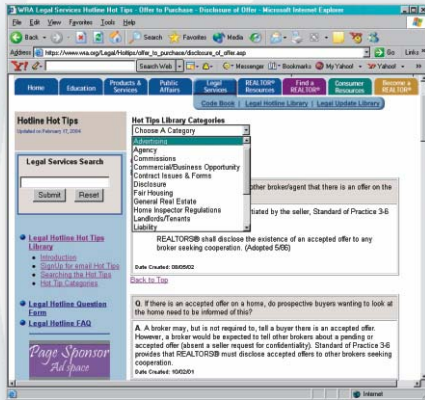 WRA Legal Services Hotline Hot Tips - Offer to Purchase - Disclosure of Offer - Microsoft Internet Explorer
File Edit View Favorites Tools Help
Back Search Favorites Media
Address https://www.wra.org/Legal/Hottips/offer_to_purchase/disclosure_of_offer.asp Go Links
Y! Search Web Messenger Bookmarks My Yahoo! Yahoo!
Home Education Products & Services Public Affairs Legal Services REALTOR® Resources Find a REALTOR® Consumer Resources Become a REALTOR®
Code Book | Legal Hotline Library | Legal Update Library
Hotline Hot Tips
Updated on February 17, 2004
Legal Services Search
Submit Reset
Legal Hotline Hot Tips Library
Introduction
SignUp for email Hot Tips
Searching the Hot Tips
Hot Tip Categories
Legal Hotline Question Form
Legal Hotline FAQ
Page Sponsor
Ad space
Hot Tips Library Categories
Choose A Category
Advertising
Agency
Commissions
Commercial/Business Opportunity
Contract Issues & Forms
Disclosure
Fair Housing
General Real Estate
Home Inspector Regulations
Landlords/Tenants
Liability
other broker/agent that there is an offer on the
tiated by the seller, Standard of Practice 3-6
REALTORS® shall disclose the existence of an accepted offer to any
broker seeking cooperation. (Adopted 5/86)
Date Created: 08/05/02
Back to Top
Q. If there is an accepted offer on a home, do prospective buyers wanting to look at
the home need to be informed of this?
A. A broker may, but is not required to, tell a buyer there is an accepted offer.
However, a broker would be expected to tell other brokers about a pending or
accepted offer (absent a seller request for confidentiality). Standard of Practice 3-6
provides that REALTORS® must disclose accepted offers to other brokers seeking
cooperation.
Date Created: 10/02/01
Internet